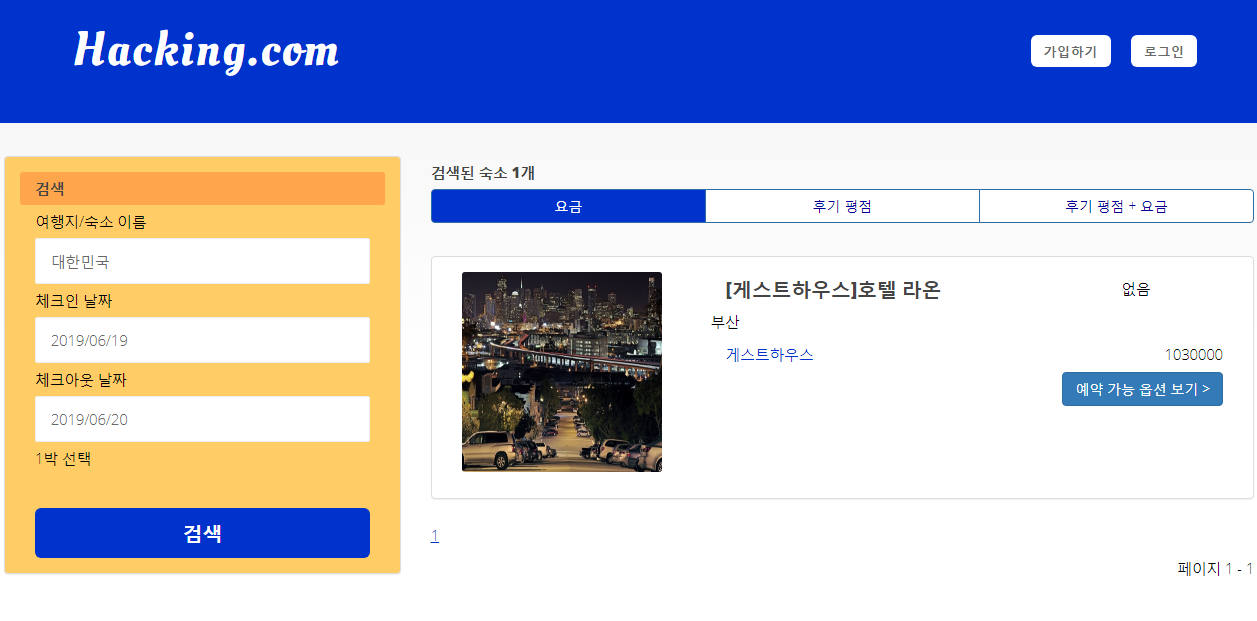 Hacking.com
가입하기
로그인
검색
여행지/숙소 이름
대한민국
체크인 날짜
2019/06/19
체크아웃 날짜
2019/06/20
1박 선택
검색
검색된 숙소 1개
요금
후기 평점
후기 평점 + 요금
[게스트하우스]호텔 라온
없음
부산
게스트하우스
1030000
예약 가능 옵션 보기 >
1
페이지 1 - 1